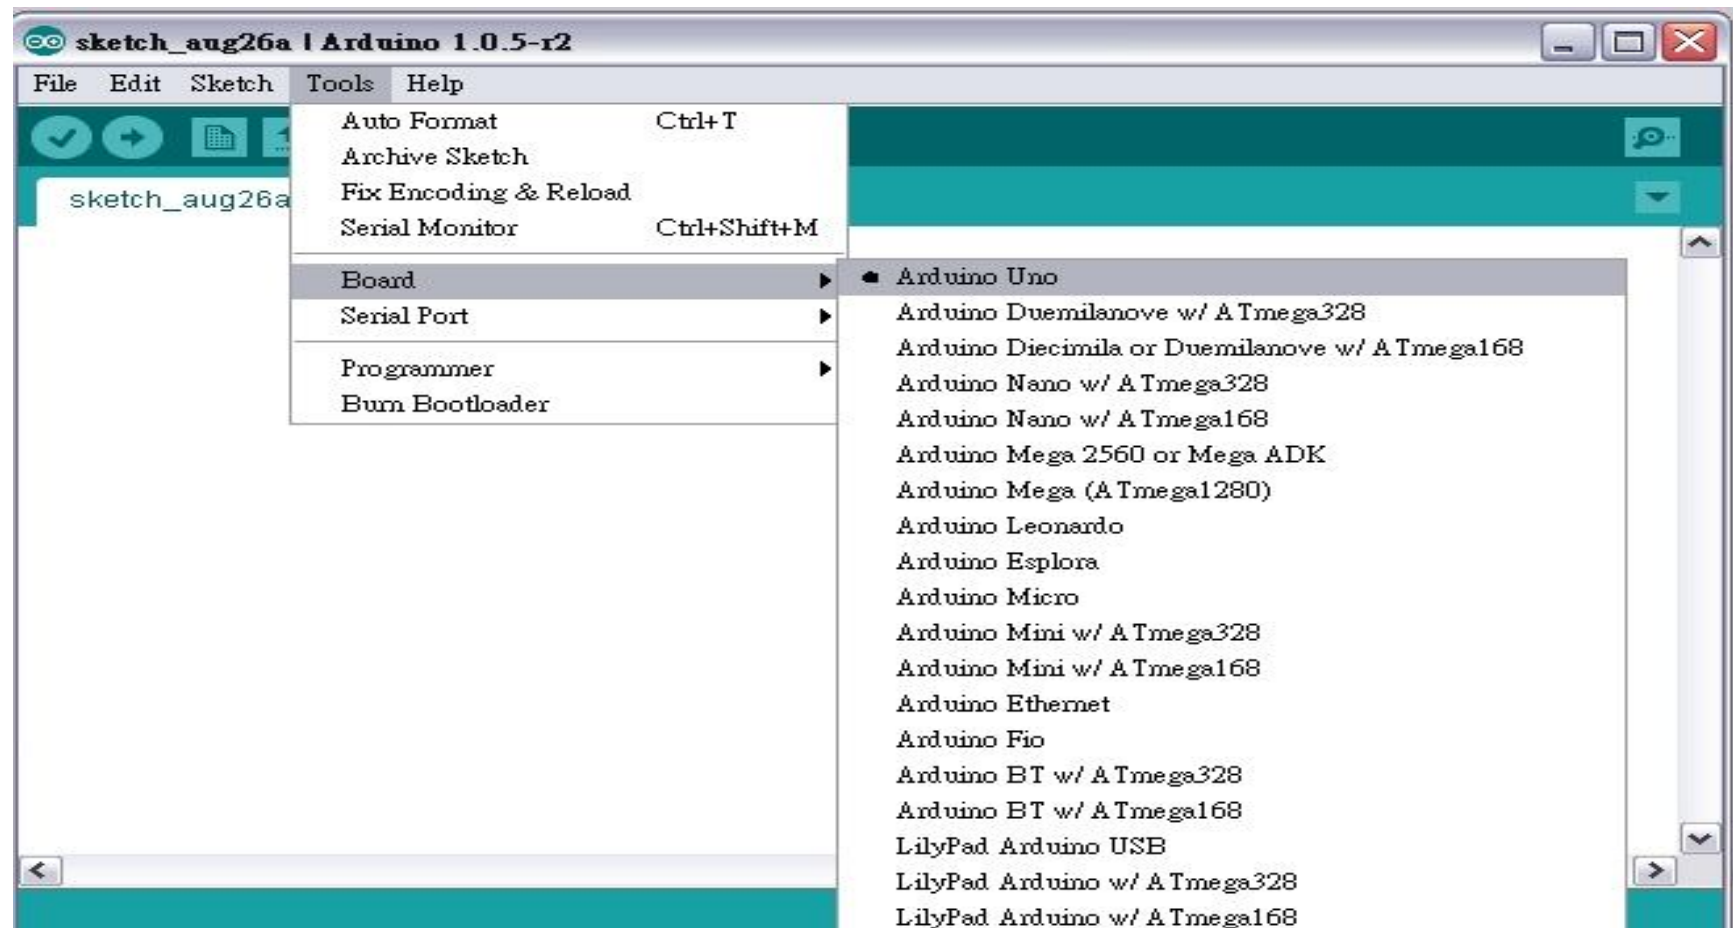 sketch_aug26a | Arduino 1.0.5-r2
File Edit Sketch Tools Help
sketch_aug26a
Auto Format Ctrl+T
Archive Sketch
Fix Encoding & Reload
Serial Monitor Ctrl+Shift+M
Board
Serial Port
Programmer
Burn Bootloader
Arduino Uno
Arduino Duemilanove w/ ATmega328
Arduino Diecimila or Duemilanove w/ ATmega168
Arduino Nano w/ ATmega328
Arduino Nano w/ ATmega168
Arduino Mega 2560 or Mega ADK
Arduino Mega (ATmega1280)
Arduino Leonardo
Arduino Esplora
Arduino Micro
Arduino Mini w/ ATmega328
Arduino Mini w/ ATmega168
Arduino Ethernet
Arduino Fio
Arduino BT w/ ATmega328
Arduino BT w/ ATmega168
LilyPad Arduino USB
LilyPad Arduino w/ ATmega328
LilyPad Arduino w/ ATmega168